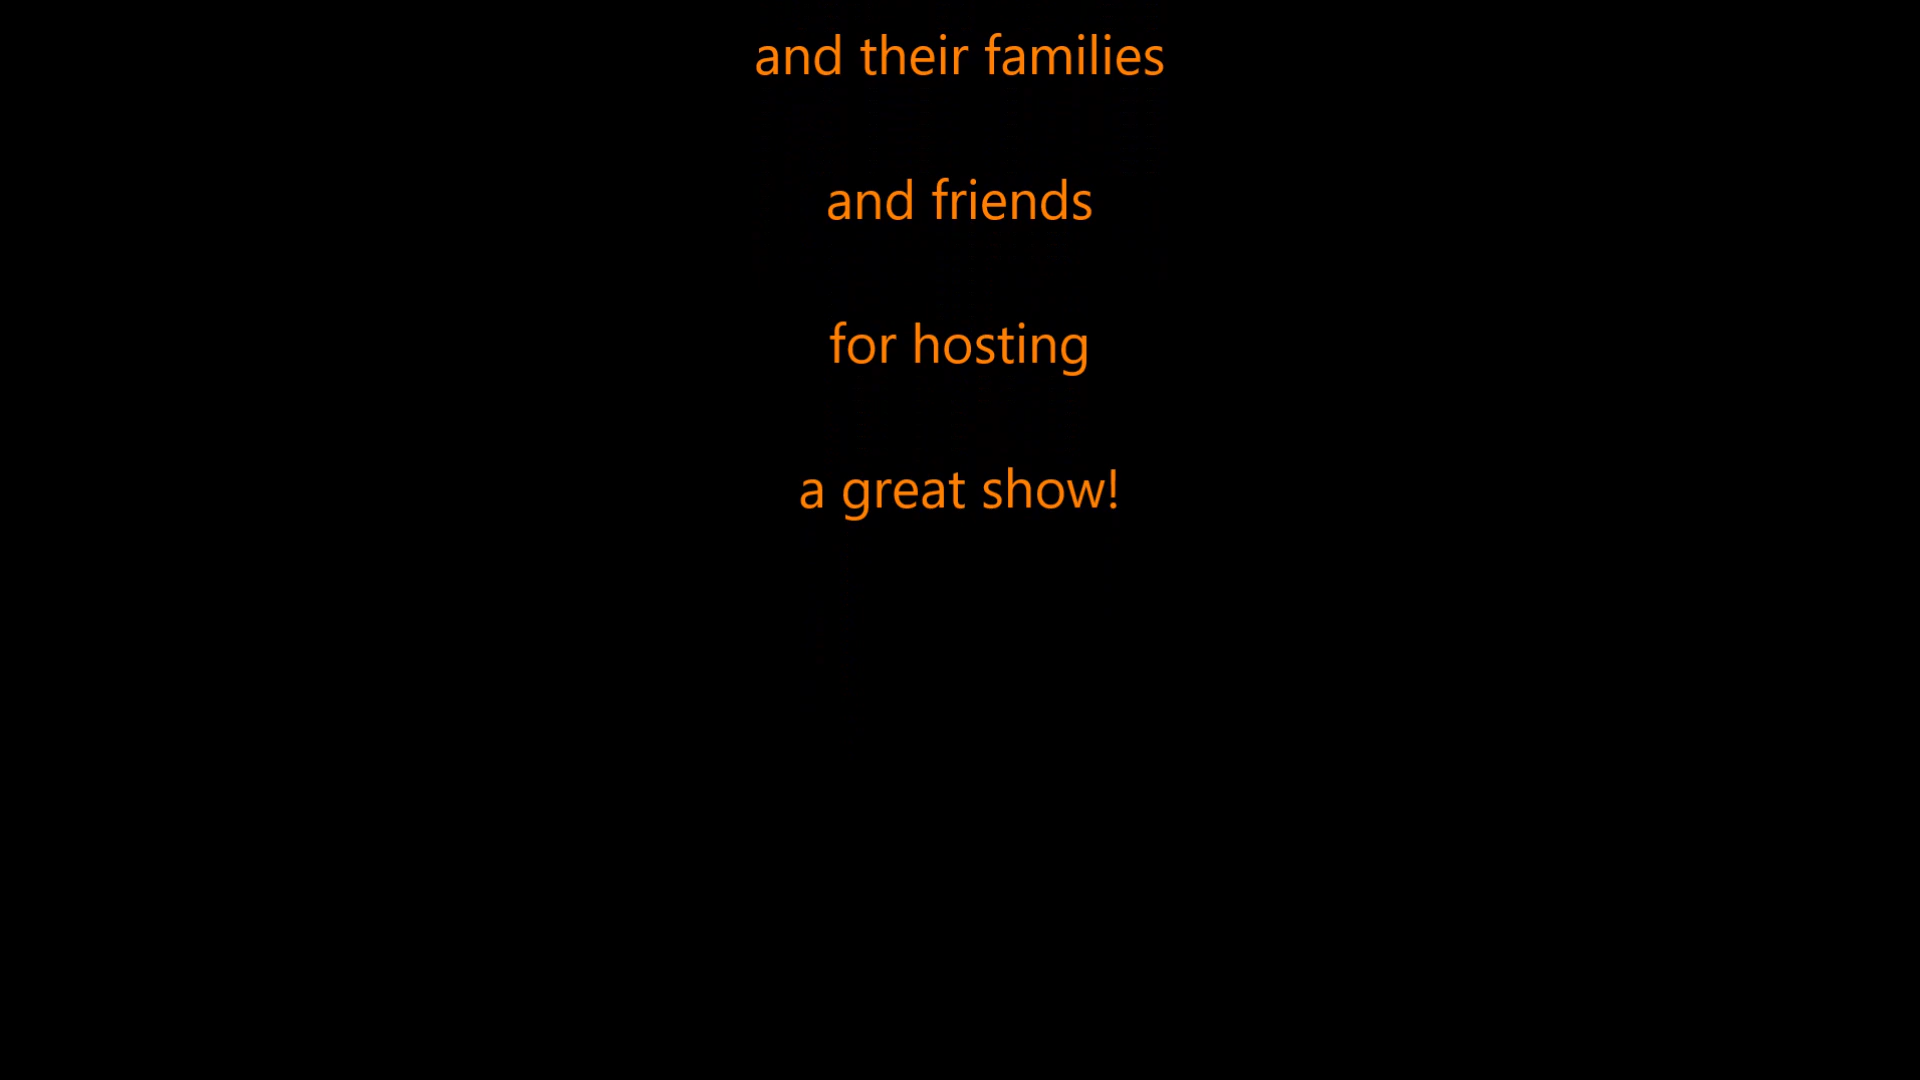 and their families
and friends
for hosting
a great show!